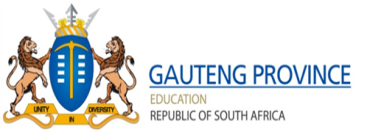 UNITY IN DIVERSITY
GAUTENG PROVINCE
EDUCATION
REPUBLIC OF SOUTH AFRICA